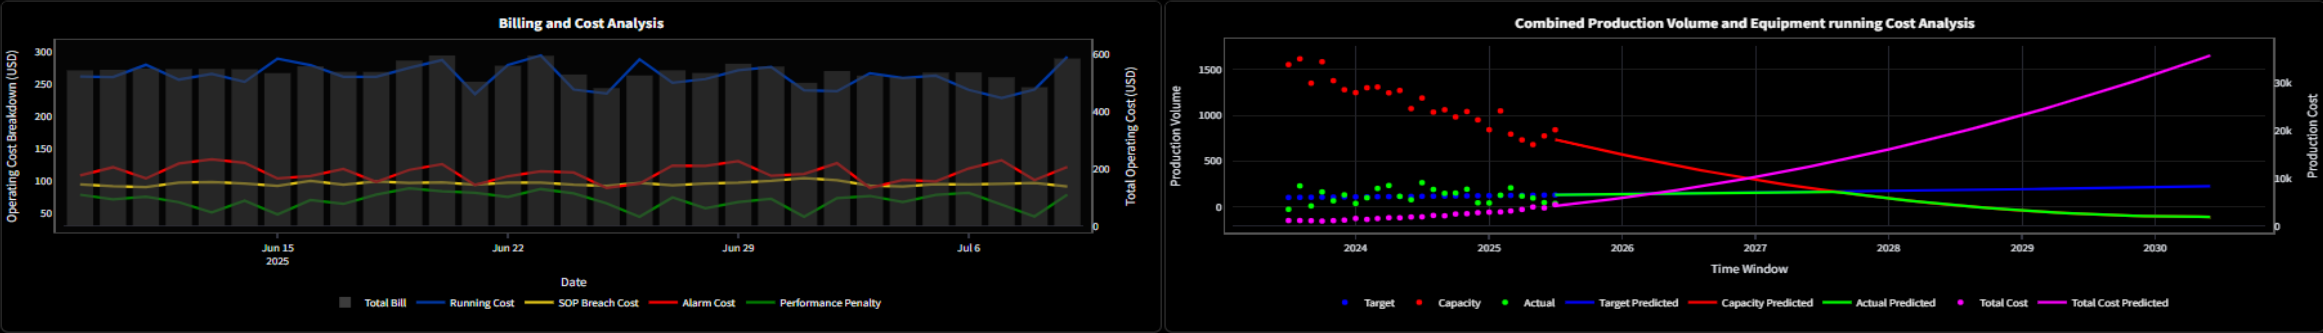 Billing and Cost Analysis
Operating Cost Breakdown (USD)
300
250
200
150
100
50
600
400
200
0
Total Operating Cost (USD)
Jun 15
2025
Jun 22
Jun 29
Jul 6
Date
Total Bill
Running Cost
SOP Breach Cost
Alarm Cost
Performance Penalty
Combined Production Volume and Equipment running Cost Analysis
Production Volume
1500
1000
500
0
30k
20k
10k
0
Production Cost
2024
2025
2026
2027
2028
2029
2030
Time Window
Target
Capacity
Actual
Target Predicted
Capacity Predicted
Actual Predicted
Total Cost
Total Cost Predicted